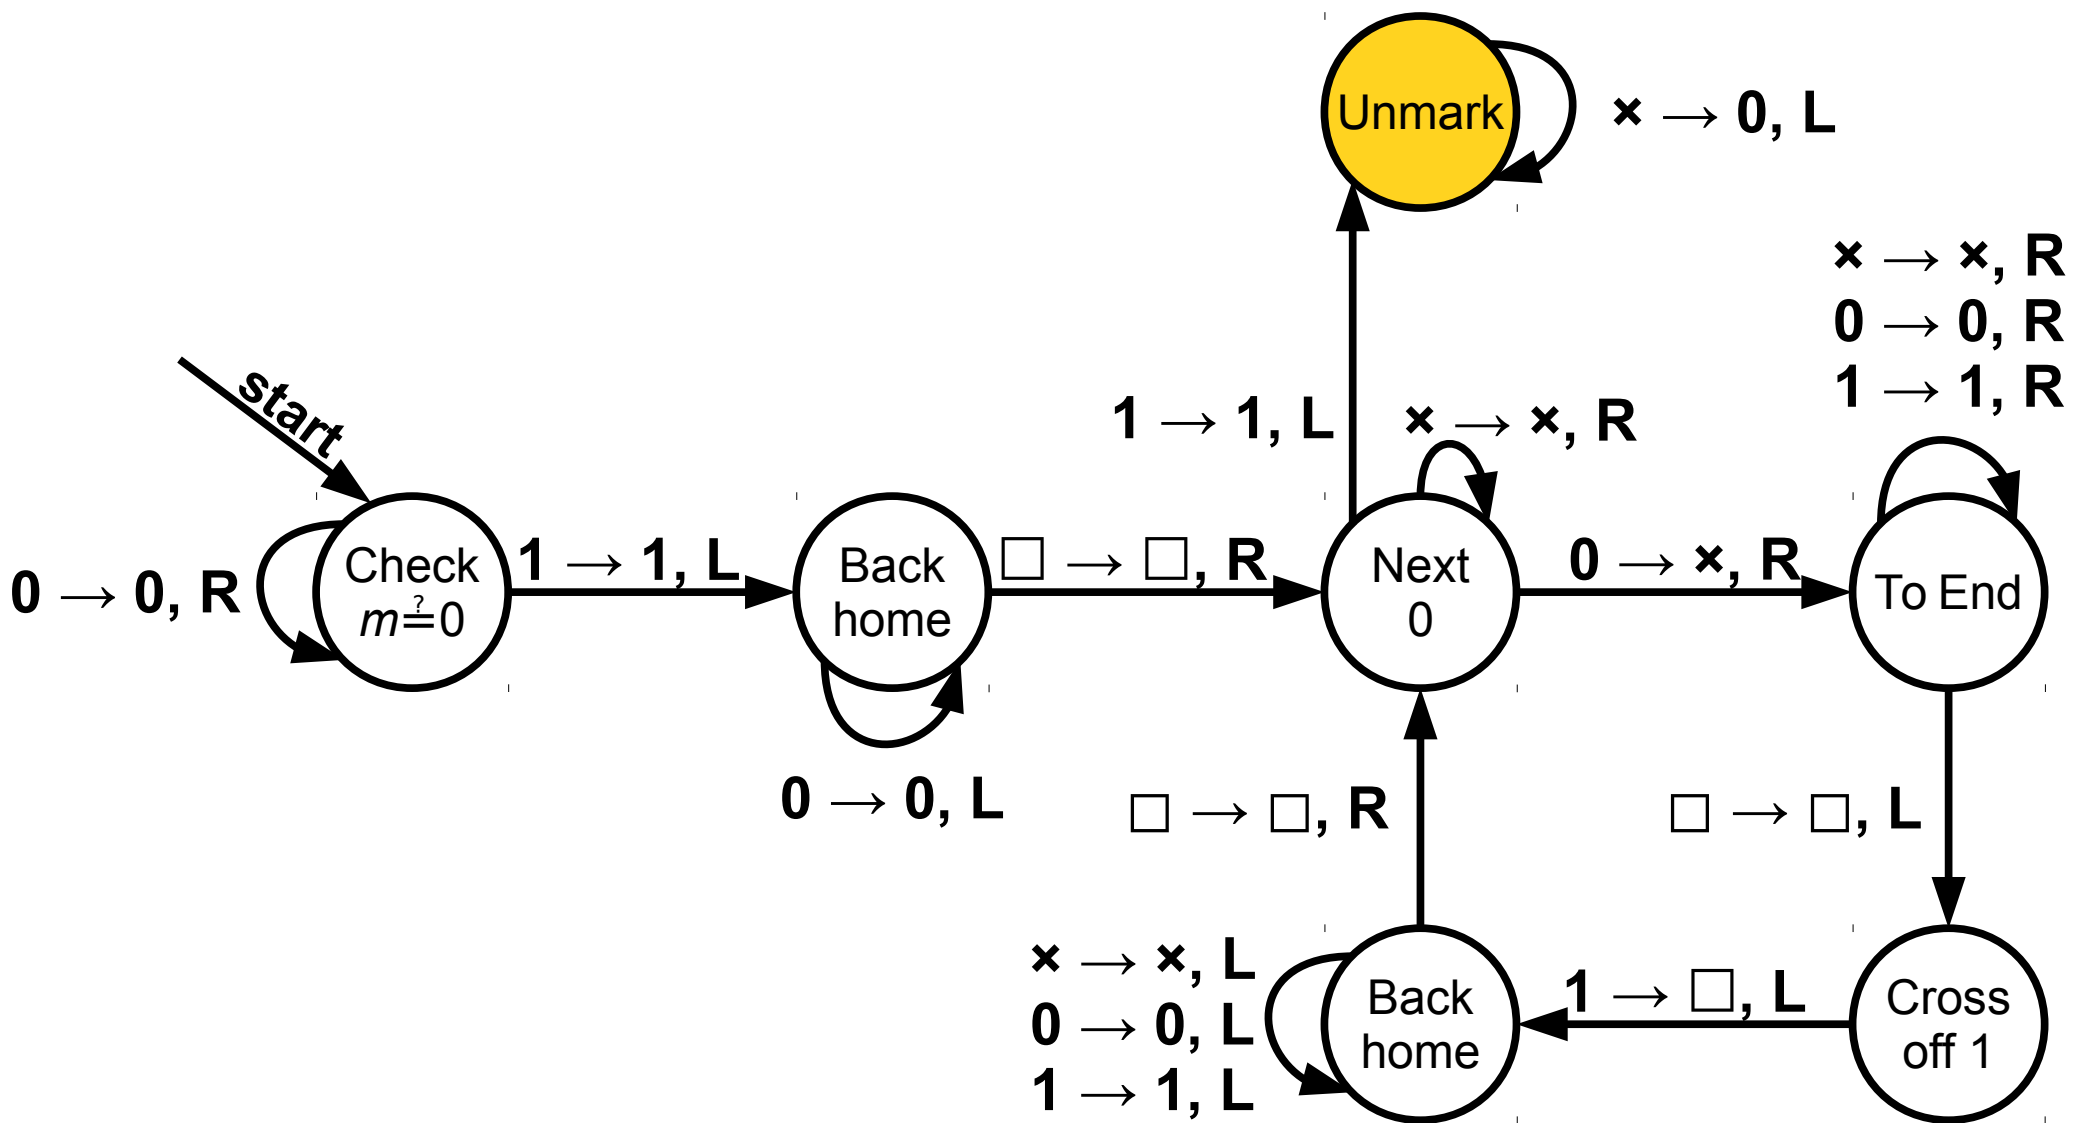 Unmark
× → 0, L
× → ×, R
0 → 0, R
1 → 1, R
start
1 → 1, L
× → ×, R
0 → 0, R
Check
m≟0
1 → 1, L
Back
home
□ → □, R
Next
0
0 → ×, R
To End
0 → 0, L
□ → □, R
□ → □, L
× → ×, L
0 → 0, L
1 → 1, L
Back
home
1 → □, L
Cross
off 1